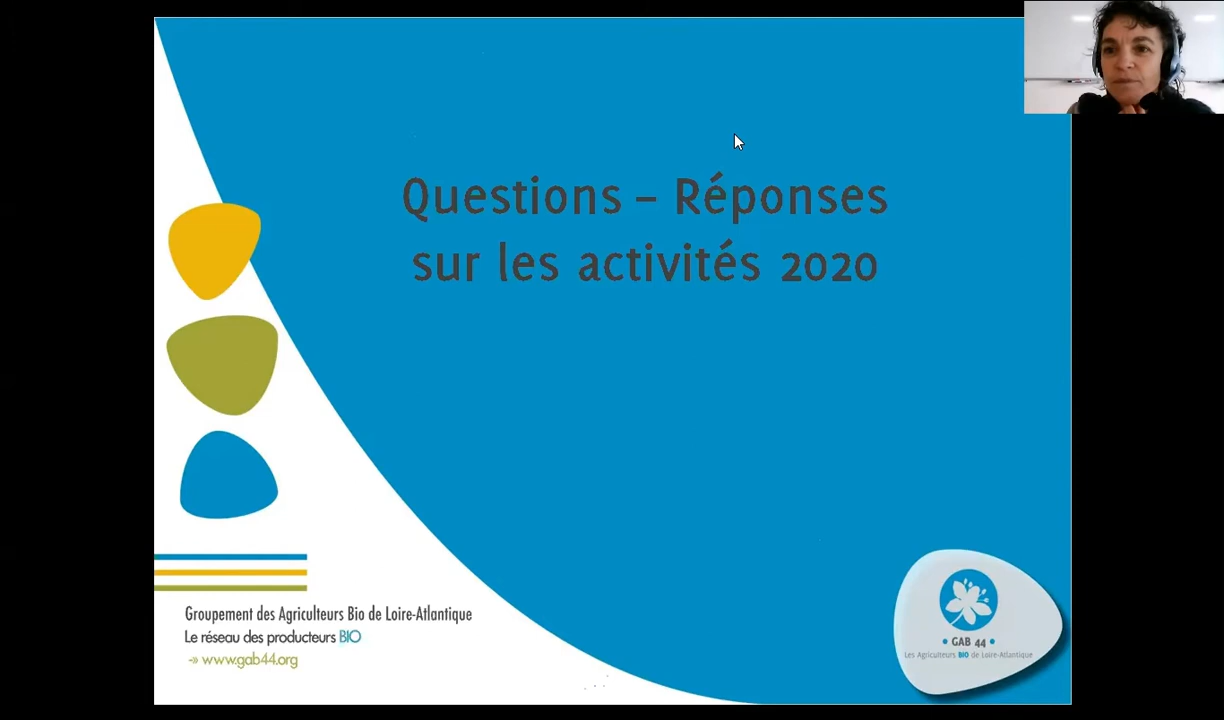 Questions – Réponses
sur les activités 2020
Groupement des Agriculteurs Bio de Loire-Atlantique
Le réseau des producteurs BIO
-» www.gab44.org
• GAB 44 •
Les Agriculteurs BIO de Loire-Atlantique